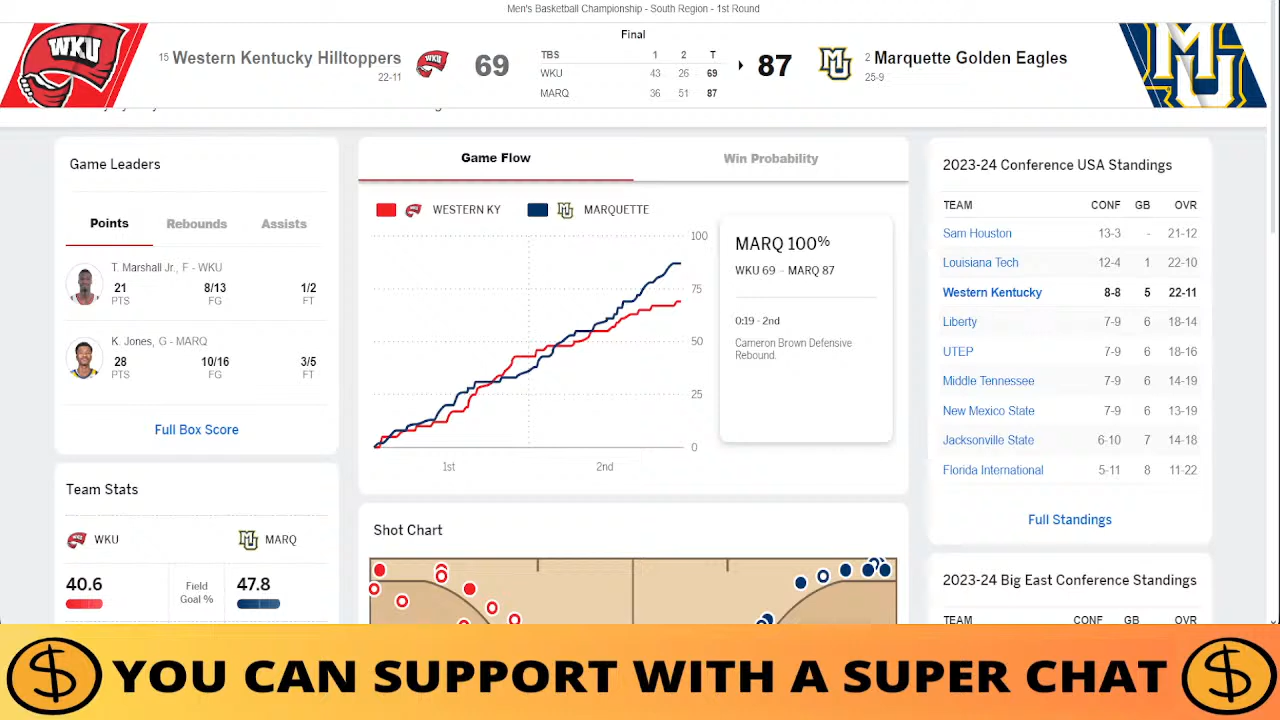 Men's Basketball Championship - South Region - 1st Round
WKU
15 Western Kentucky Hilltoppers
22-11
69
Final
TBS 1 2 T
WKU 43 26 69
MARQ 36 51 87
87
MU
2 Marquette Golden Eagles
25-9
MU
Game Leaders
Points Rebounds Assists
T. Marshall Jr., F - WKU
21 8/13 1/2
PTS FG FT
K. Jones, G - MARQ
28 10/16 3/5
PTS FG FT
Full Box Score
Team Stats
WKU MARQ
40.6 Field Goal % 47.8
Game Flow Win Probability
WESTERN KY MARQUETTE
100
75
50
25
0
1st 2nd
MARQ 100%
WKU 69 - MARQ 87
0:19 - 2nd
Cameron Brown Defensive
Rebound.
Shot Chart
2023-24 Conference USA Standings
TEAM CONF GB OVR
Sam Houston 13-3 - 21-12
Louisiana Tech 12-4 1 22-10
Western Kentucky 8-8 5 22-11
Liberty 7-9 6 18-14
UTEP 7-9 6 18-16
Middle Tennessee 7-9 6 14-19
New Mexico State 7-9 6 13-19
Jacksonville State 6-10 7 14-18
Florida International 5-11 8 11-22
Full Standings
2023-24 Big East Conference Standings
TEAM CONF GB OVR
$ YOU CAN SUPPORT WITH A SUPER CHAT $